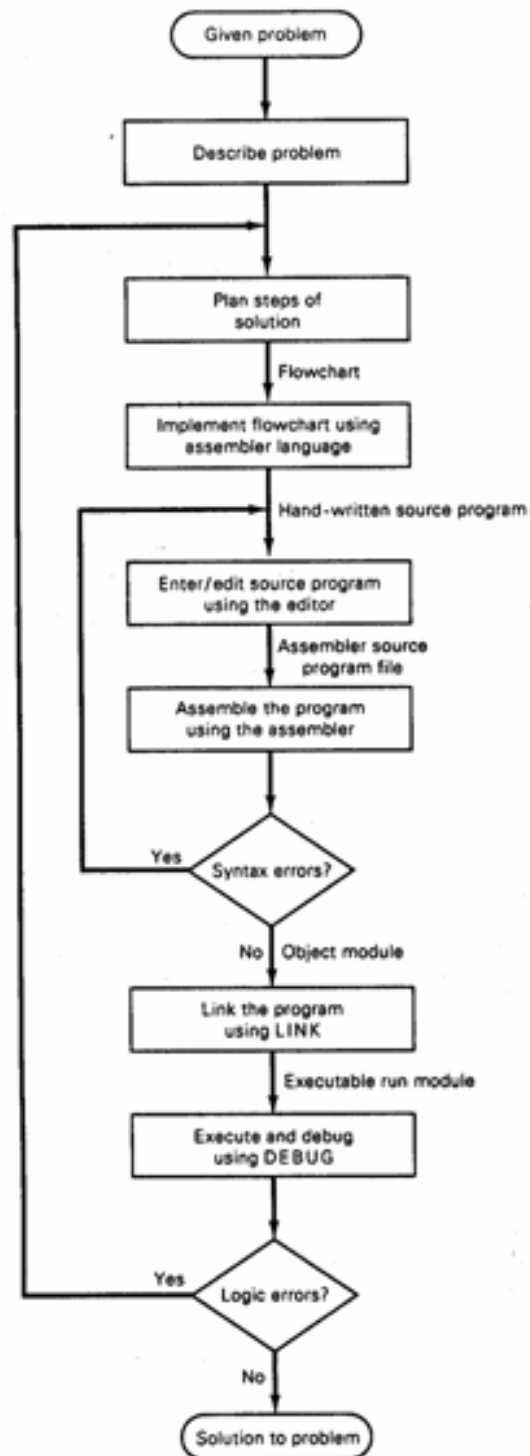 Given problem
Describe problem
Plan steps of
solution
Flowchart
Implement flowchart using
assembler language
Hand-written source program
Enter/edit source program
using the editor
Assembler source
program file
Assemble the program
using the assembler
Yes
Syntax errors?
No
Object module
Link the program
using LINK
Executable run module
Execute and debug
using DEBUG
Yes
Logic errors?
No
Solution to problem